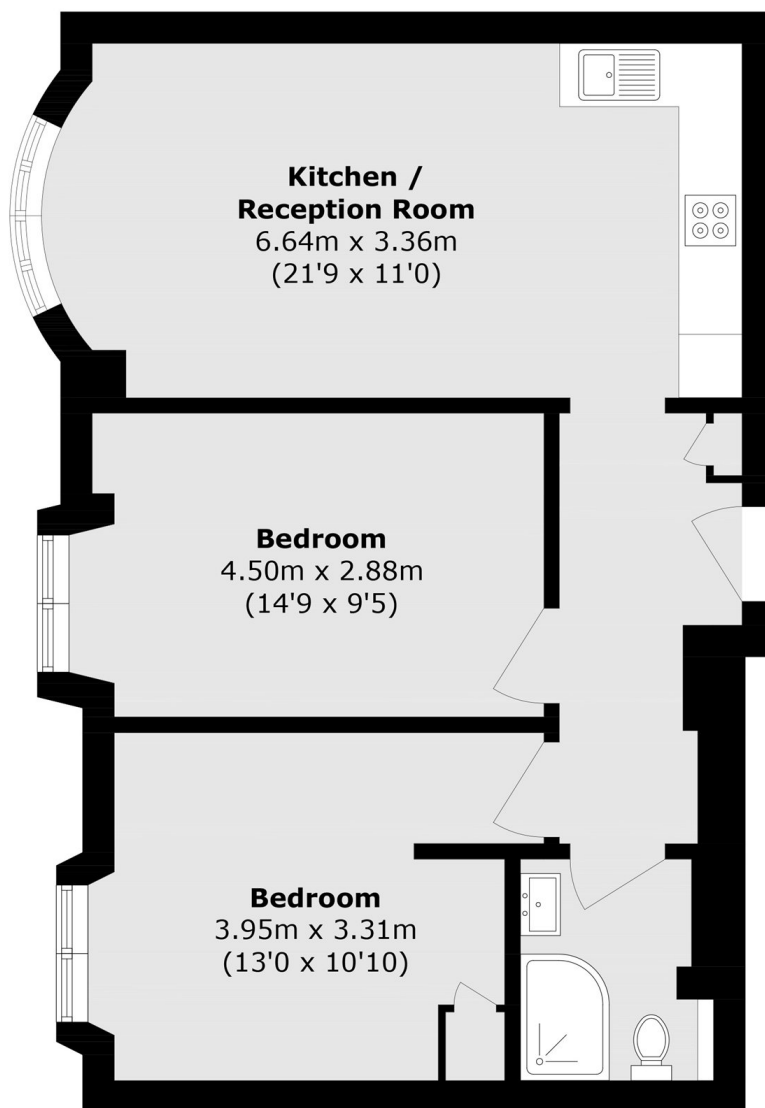 Kitchen /
Reception Room
6.64m x 3.36m
(21'9 x 11'0)
Bedroom
4.50m x 2.88m
(14'9 x 9'5)
Bedroom
3.95m x 3.31m
(13'0 x 10'10)